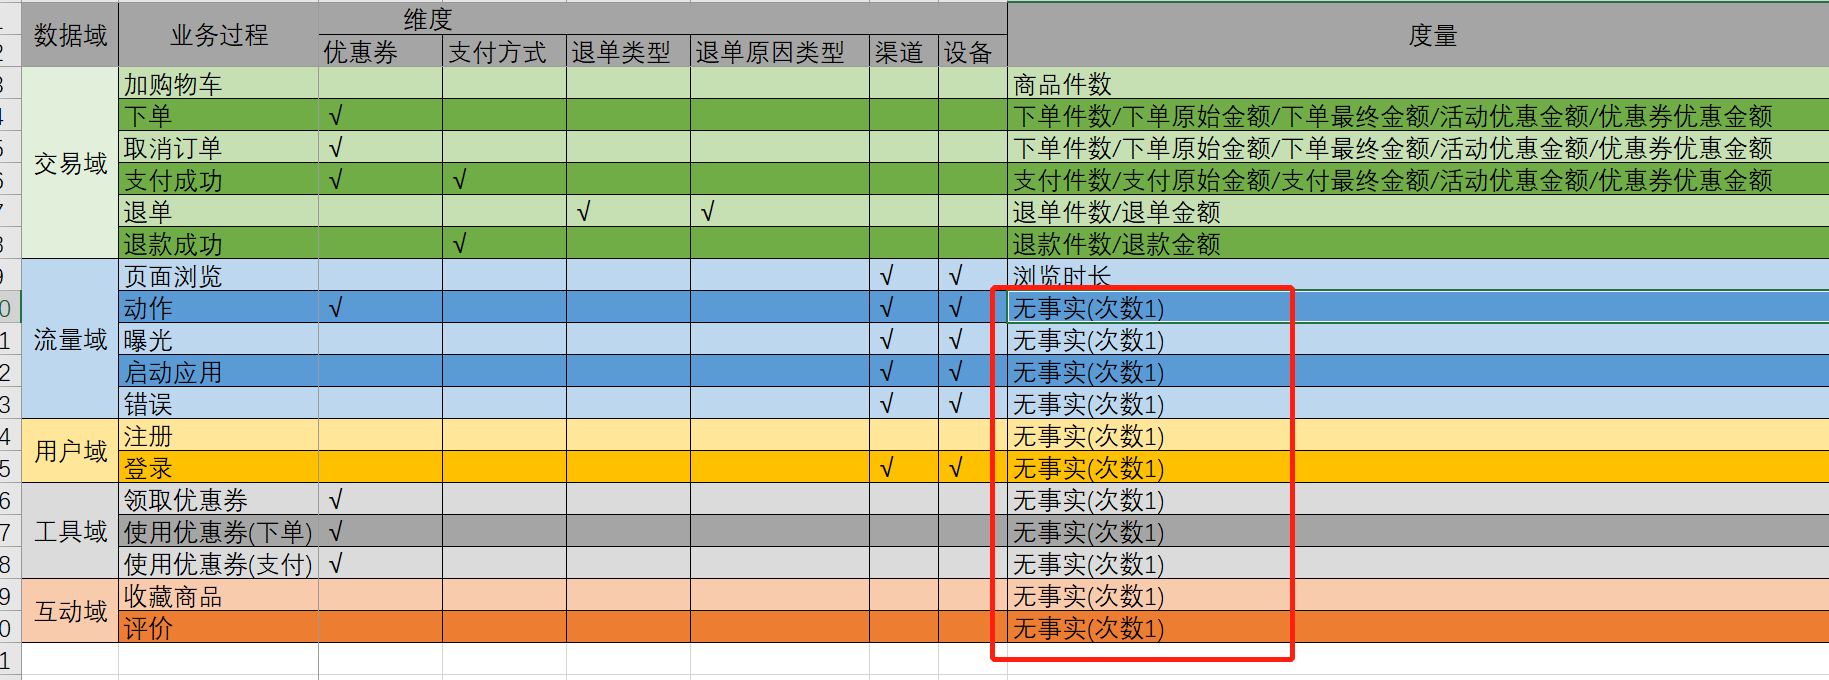 数据域 业务过程 维度 度量
优惠券 支付方式 退单类型 退单原因类型 渠道 设备
交易域
加购物车 商品件数
下单 √ 下单件数/下单原始金额/下单最终金额/活动优惠金额/优惠券优惠金额
取消订单 √ 下单件数/下单原始金额/下单最终金额/活动优惠金额/优惠券优惠金额
支付成功 √ √ 支付件数/支付原始金额/支付最终金额/活动优惠金额/优惠券优惠金额
退单 √ √ 退单件数/退单金额
退款成功 √ 退款件数/退款金额
流量域
页面浏览 √ √ 浏览时长
动作 √ √ √ 无事实(次数1)
曝光 √ √ 无事实(次数1)
启动应用 √ √ 无事实(次数1)
错误 √ √ 无事实(次数1)
用户域
注册 无事实(次数1)
登录 √ √ 无事实(次数1)
工具域
领取优惠券 √ 无事实(次数1)
使用优惠券(下单) √ 无事实(次数1)
使用优惠券(支付) √ 无事实(次数1)
互动域
收藏商品 无事实(次数1)
评价 无事实(次数1)